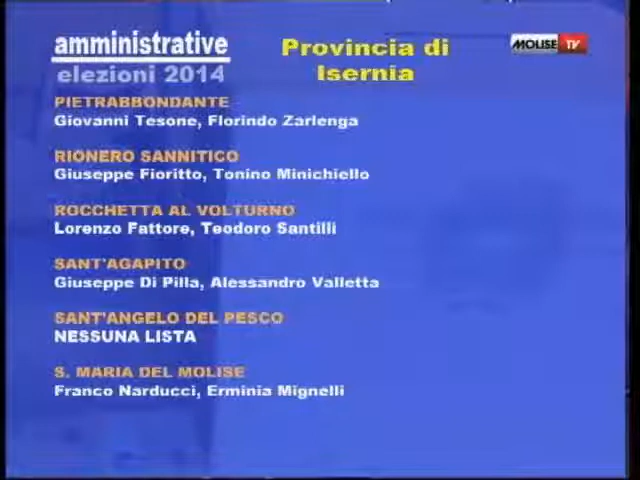 amministrative
elezioni 2014
Provincia di
Isernia
MOLISE TV
PIETRABBONDANTE
Giovanni Tesone, Florindo Zarlenga
RIONERO SANNITICO
Giuseppe Fioritto, Tonino Minichiello
ROCCHETTA AL VOLTURNO
Lorenzo Fattore, Teodoro Santilli
SANT'AGAPITO
Giuseppe Di Pilla, Alessandro Valletta
SANT'ANGELO DEL PESCO
NESSUNA LISTA
S. MARIA DEL MOLISE
Franco Narducci, Erminia Mignelli